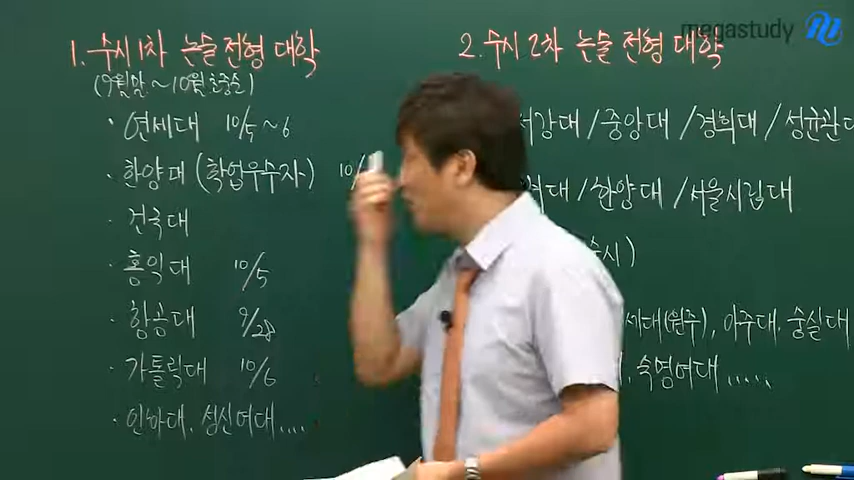 megastudy
1. 수시 1차 논술 전형 대학
(9월말 ~ 10월 초중순)
· 연세대 10/5 ~ 6
· 한양대 (학업우수자) 10/
· 건국대
· 홍익대 10/5
· 항공대 9/28
· 가톨릭대 10/6
· 인하대, 성신여대....
2. 수시 2차 논술 전형 대학
서강대 / 중앙대 / 경희대 / 성균관대
대 / 한양대 / 서울시립대
수시)
세대(원주), 아주대, 숭실대
, 숙명여대.....